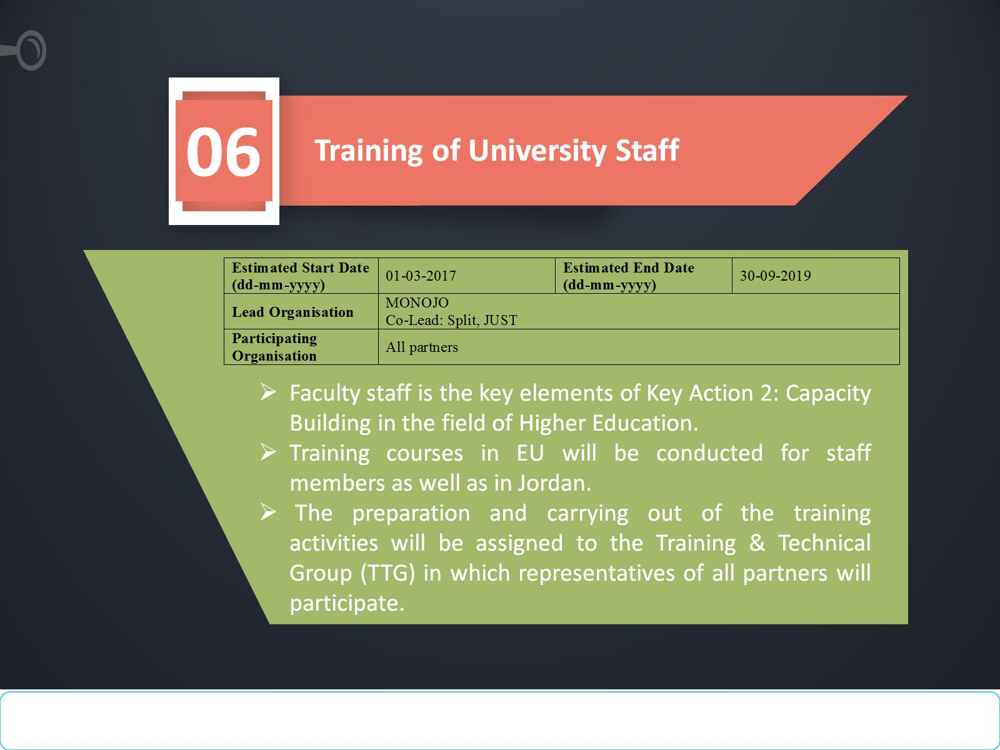 06
Training of University Staff
Estimated Start Date
(dd-mm-yyyy)
01-03-2017
Estimated End Date
(dd-mm-yyyy)
30-09-2019
Lead Organisation
MONOJO
Co-Lead: Split, JUST
Participating
Organisation
All partners
➢ Faculty staff is the key elements of Key Action 2: Capacity
Building in the field of Higher Education.
➢ Training courses in EU will be conducted for staff
members as well as in Jordan.
➢ The preparation and carrying out of the training
activities will be assigned to the Training & Technical
Group (TTG) in which representatives of all partners will
participate.